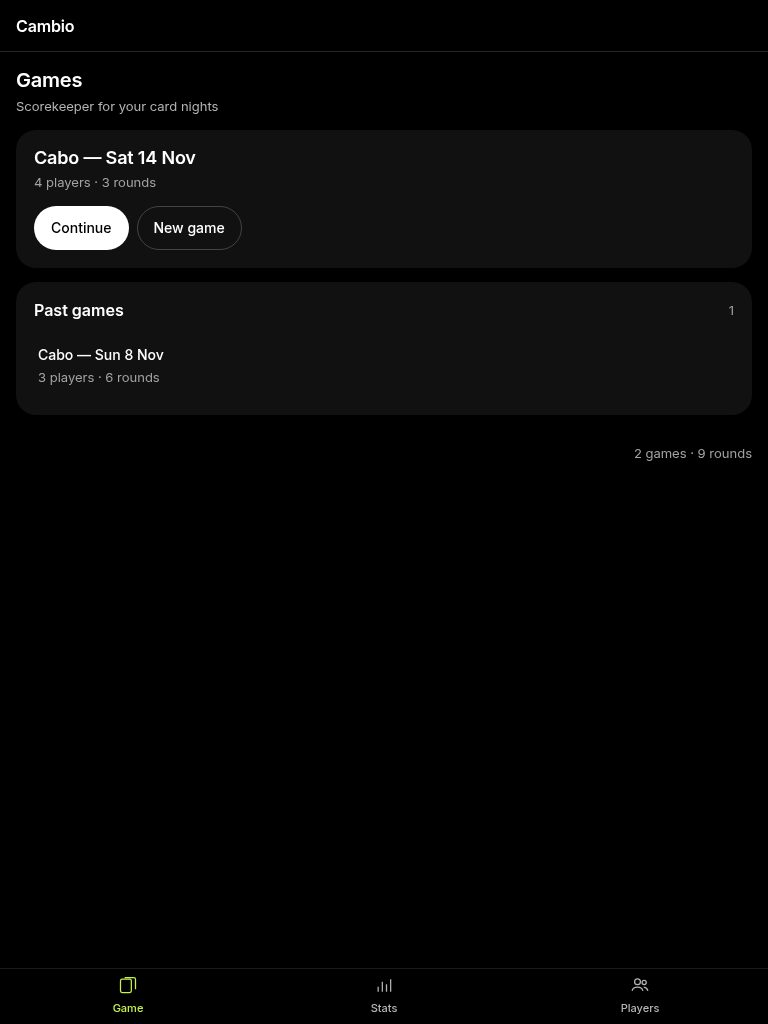 Cambio
Games
Scorekeeper for your card nights
Cabo — Sat 14 Nov
4 players · 3 rounds
Continue
New game
Past games
1
Cabo — Sun 8 Nov
3 players · 6 rounds
2 games · 9 rounds
Game
Stats
Players